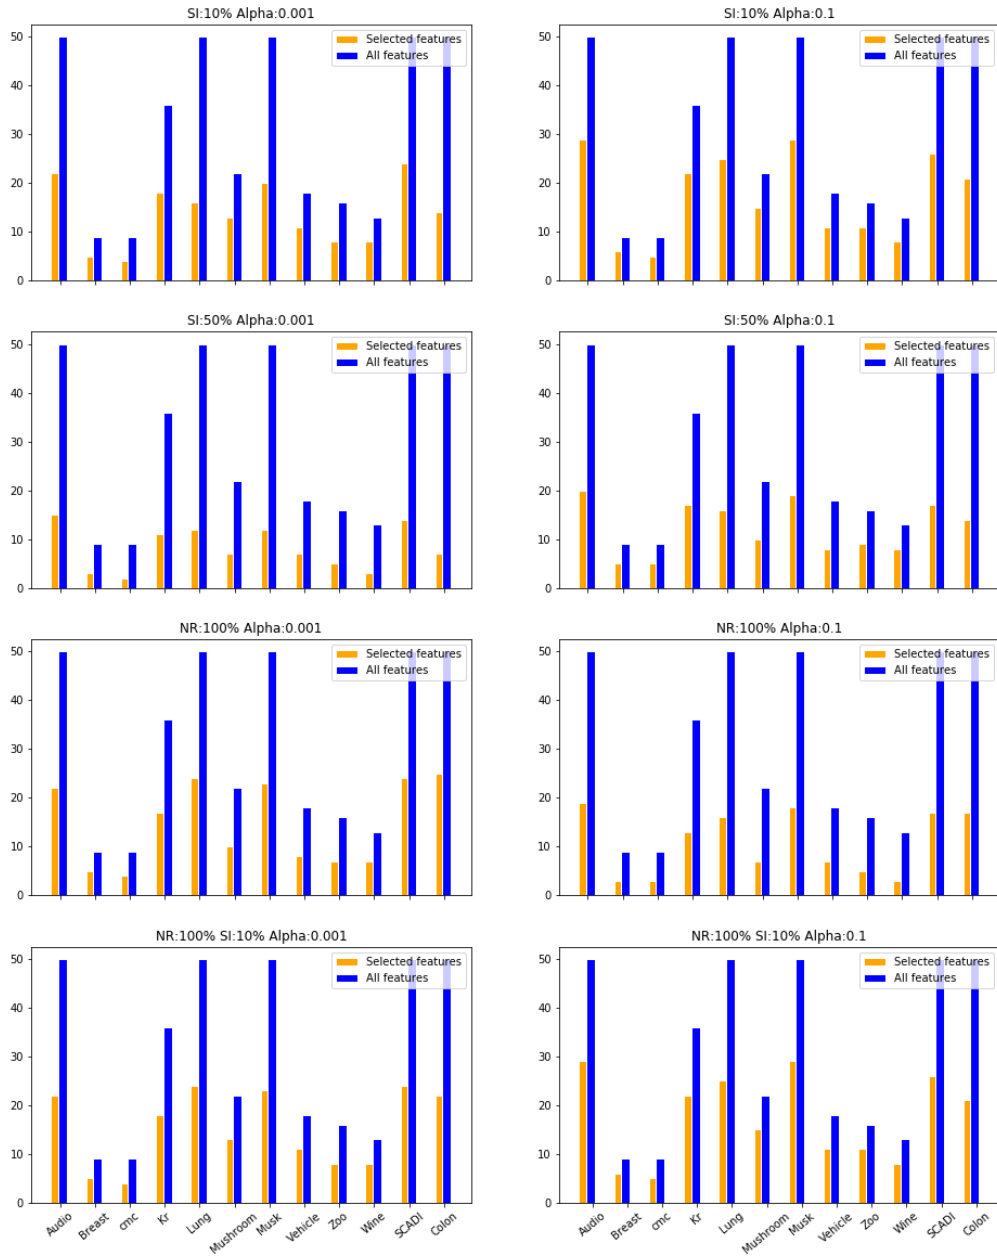 SI:10% Alpha:0.001
50
40
30
20
10
0
Selected features
All features
SI:10% Alpha:0.1
50
40
30
20
10
0
Selected features
All features
SI:50% Alpha:0.001
50
40
30
20
10
0
Selected features
All features
SI:50% Alpha:0.1
50
40
30
20
10
0
Selected features
All features
NR:100% Alpha:0.001
50
40
30
20
10
0
Selected features
All features
NR:100% Alpha:0.1
50
40
30
20
10
0
Selected features
All features
NR:100% SI:10% Alpha:0.001
50
40
30
20
10
0
Selected features
All features
Audio
Breast
cmc
Kr
Lung
Mushroom
Musk
Vehicle
Zoo
Wine
SCADI
Colon
NR:100% SI:10% Alpha:0.1
50
40
30
20
10
0
Selected features
All features
Audio
Breast
cmc
Kr
Lung
Mushroom
Musk
Vehicle
Zoo
Wine
SCADI
Colon